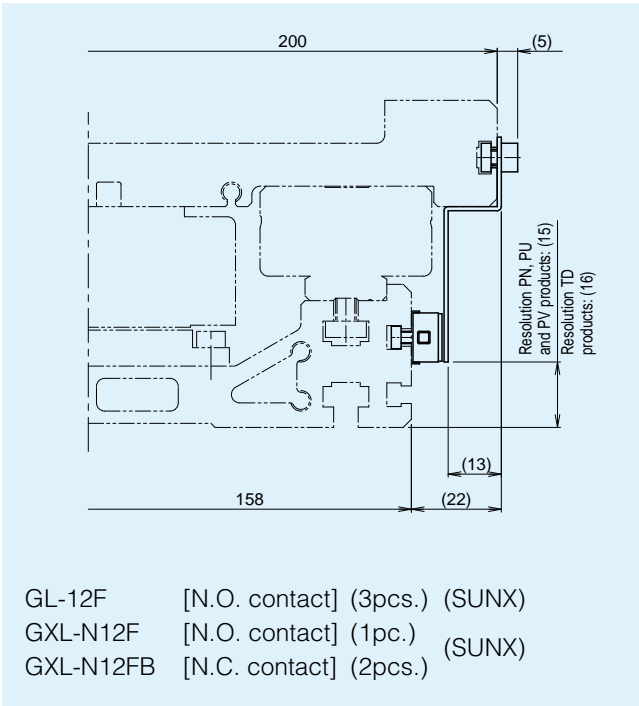 200
(5)
Resolution PN, PU
and PV products: (15)
Resolution TD
products: (16)
(13)
158
(22)
GL-12F [N.O. contact] (3pcs.) (SUNX)
GXL-N12F [N.O. contact] (1pc.)
(SUNX)
GXL-N12FB [N.C. contact] (2pcs.)